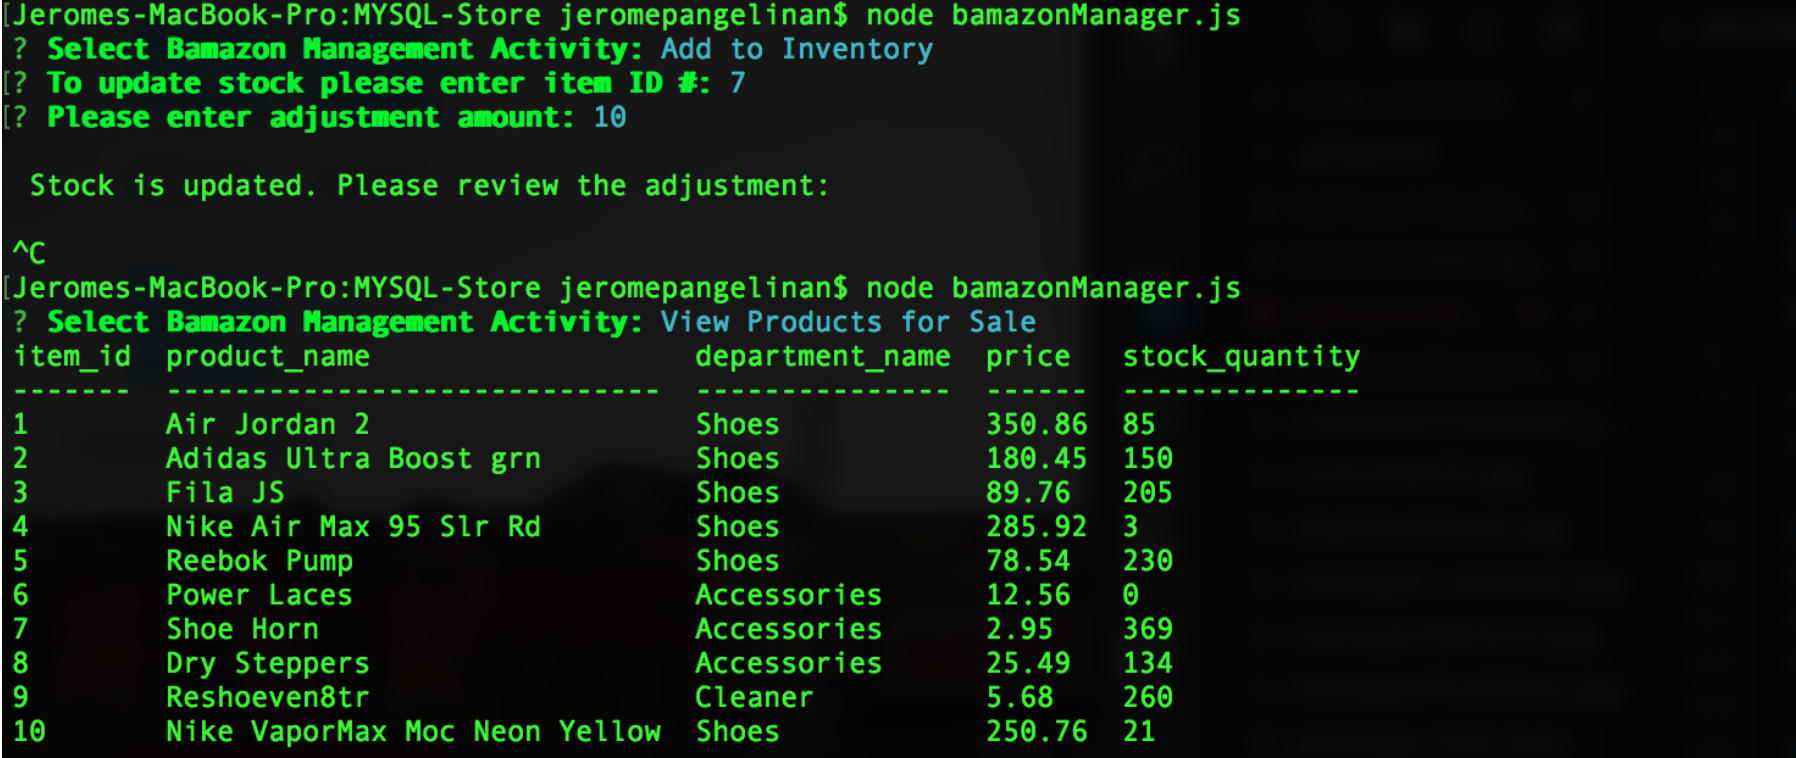 [Jeromes-MacBook-Pro:MYSQL-Store jeromepangelinan$ node bamazonManager.js
? Select Bamazon Management Activity: Add to Inventory
[? To update stock please enter item ID #: 7
[? Please enter adjustment amount: 10
Stock is updated. Please review the adjustment:
^C
[Jeromes-MacBook-Pro:MYSQL-Store jeromepangelinan$ node bamazonManager.js
? Select Bamazon Management Activity: View Products for Sale
item_id  product_name                   department_name  price   stock_quantity
-------  -----------------------------  ---------------  ------  --------------
1        Air Jordan 2                   Shoes            350.86  85
2        Adidas Ultra Boost grn         Shoes            180.45  150
3        Fila JS                        Shoes            89.76   205
4        Nike Air Max 95 Slr Rd         Shoes            285.92  3
5        Reebok Pump                    Shoes            78.54   230
6        Power Laces                    Accessories      12.56   0
7        Shoe Horn                      Accessories      2.95    369
8        Dry Steppers                   Accessories      25.49   134
9        Reshoeven8tr                   Cleaner          5.68    260
10       Nike VaporMax Moc Neon Yellow  Shoes            250.76  21